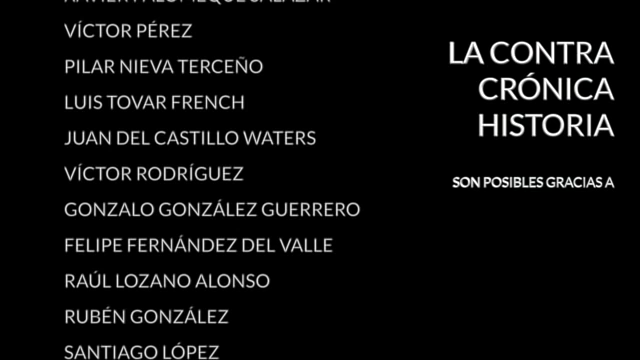 VÍCTOR PÉREZ
PILAR NIEVA TERCEÑO
LUIS TOVAR FRENCH
JUAN DEL CASTILLO WATERS
VÍCTOR RODRÍGUEZ
GONZALO GONZÁLEZ GUERRERO
FELIPE FERNÁNDEZ DEL VALLE
RAÚL LOZANO ALONSO
RUBÉN GONZÁLEZ
SANTIAGO LÓPEZ
LA CONTRA
CRÓNICA
HISTORIA
SON POSIBLES GRACIAS A